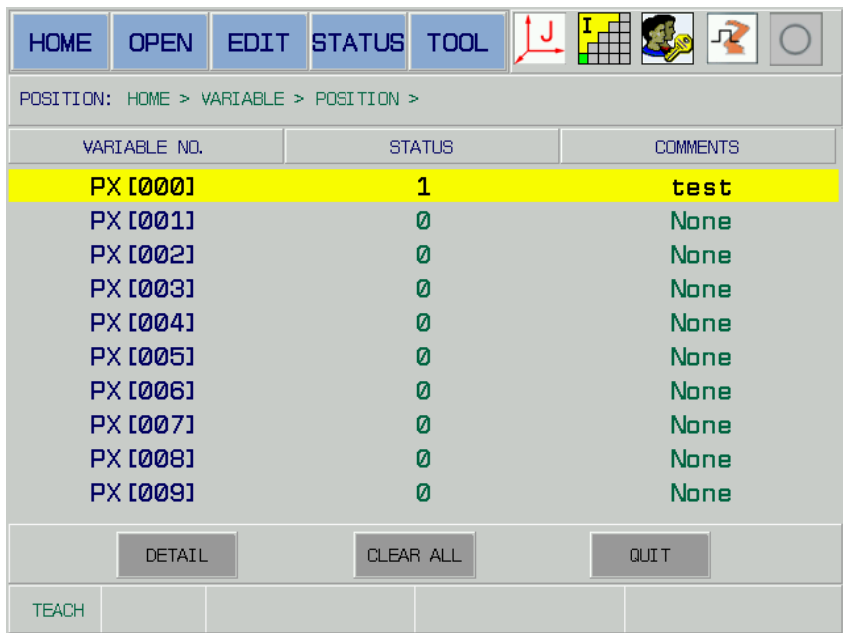 HOME OPEN EDIT STATUS TOOL J I
POSITION: HOME > VARIABLE > POSITION >
VARIABLE NO. STATUS COMMENTS
PX [000] 1 test
PX [001] 0 None
PX [002] 0 None
PX [003] 0 None
PX [004] 0 None
PX [005] 0 None
PX [006] 0 None
PX [007] 0 None
PX [008] 0 None
PX [009] 0 None
DETAIL CLEAR ALL QUIT
TEACH